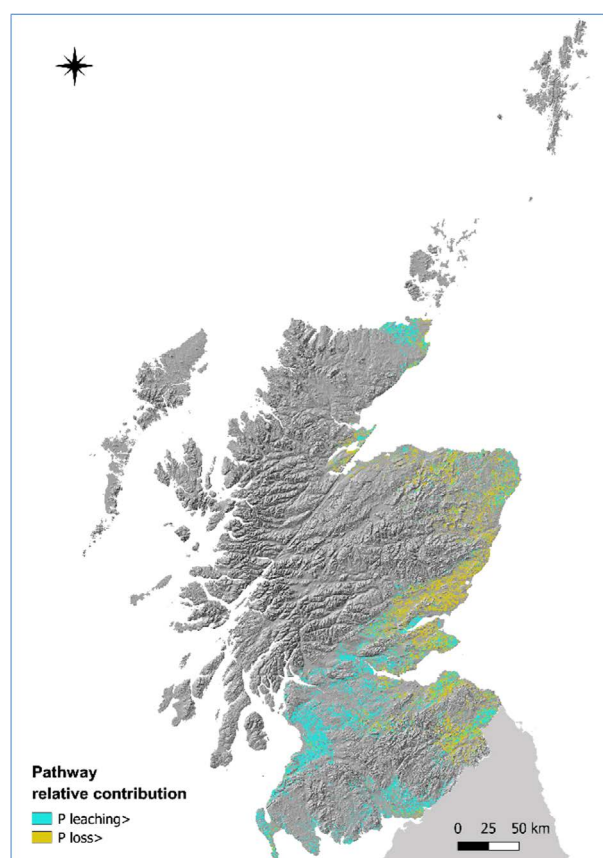 Pathway
relative contribution
P leaching>
P loss>
0 25 50 km